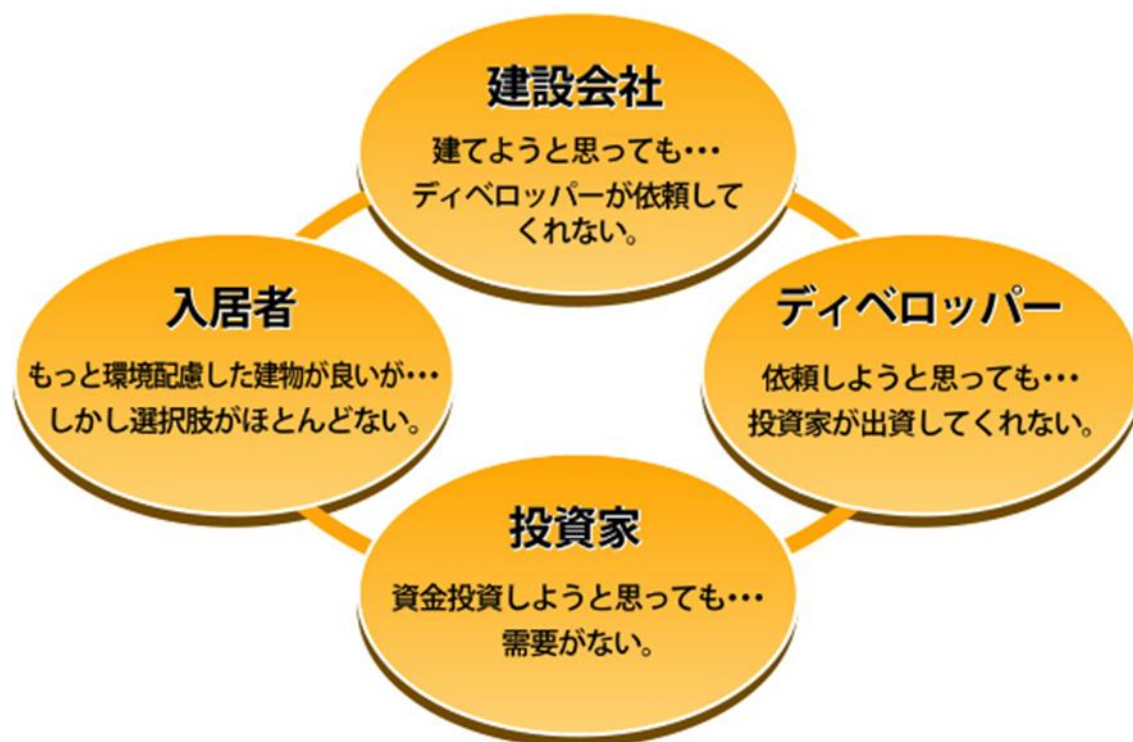 建設会社
建てようと思っても･･･
ディベロッパーが依頼して
くれない。
入居者
もっと環境配慮した建物が良いが･･･
しかし選択肢がほとんどない。
ディベロッパー
依頼しようと思っても･･･
投資家が出資してくれない。
投資家
資金投資しようと思っても･･･
需要がない。